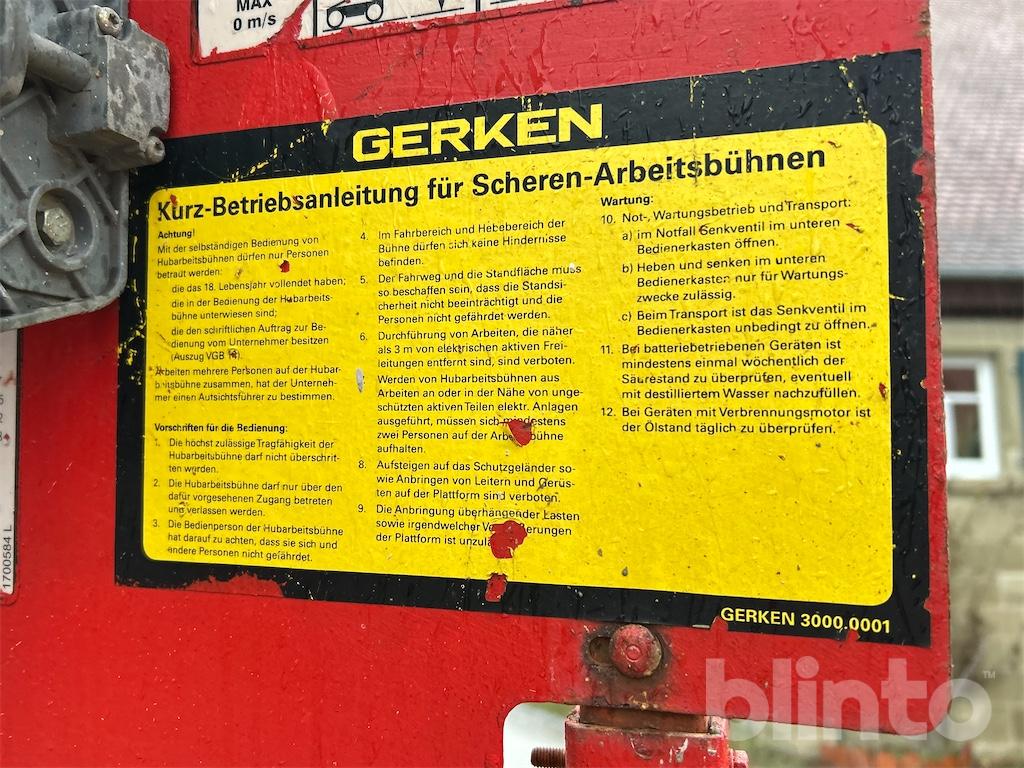 MAX
0 m/s
GERKEN
Kurz-Betriebsanleitung für Scheren-Arbeitsbühnen
Achtung!
Mit der selbständigen Bedienung von
Hubarbeitsbühnen dürfen nur Personen
betraut werden:
die das 18. Lebensjahr vollendet haben;
die in der Bedienung der Hubarbeits-
bühne unterwiesen sind;
die den schriftlichen Auftrag zur Be-
dienung vom Unternehmer besitzen
(Auszug VGB 14).
Arbeiten mehrere Personen auf der Hubar-
beitsbühne zusammen, hat der Unterneh-
mer einen Aufsichtsführer zu bestimmen.
Vorschriften für die Bedienung:
1. Die höchst zulässige Tragfähigkeit der
Hubarbeitsbühne darf nicht überschrit-
ten werden.
2. Die Hubarbeitsbühne darf nur über den
dafür vorgesehenen Zugang betreten
und verlassen werden.
3. Die Bedienperson der Hubarbeitsbühne
hat darauf zu achten, dass sie sich und
andere Personen nicht gefährdet.
4. Im Fahrbereich und Hebebereich der
Bühne dürfen sich keine Hindernisse
befinden.
5. Der Fahrweg und die Standfläche muss
so beschaffen sein, dass die Standsi-
cherheit nicht beeinträchtigt und die
Personen nicht gefährdet werden.
6. Durchführung von Arbeiten, die näher
als 3 m von elektrischen aktiven Frei-
leitungen entfernt sind, sind verboten.
Werden von Hubarbeitsbühnen aus
Arbeiten an oder in der Nähe von unge-
schützten aktiven Teilen elektr. Anlagen
ausgeführt, müssen sich mindestens
zwei Personen auf der Arbeitsbühne
aufhalten.
8. Aufsteigen auf das Schutzgeländer so-
wie Anbringen von Leitern und Gerüs-
ten auf der Plattform sind verboten.
9. Die Anbringung überhängender Lasten
sowie irgendwelcher Vergrößerungen
der Plattform ist unzulä
Wartung:
10. Not-, Wartungsbetrieb und Transport:
a) im Notfall Senkventil im unteren
Bedienerkasten öffnen.
b) Heben und senken im unteren
Bedienerkasten nur für Wartungs-
zwecke zulässig.
c) Beim Transport ist das Senkventil im
Bedienerkasten unbedingt zu öffnen.
11. Bei batteriebetriebenen Geräten ist
mindestens einmal wöchentlich der
Säurestand zu überprüfen, eventuell
mit destilliertem Wasser nachzufüllen.
12. Bei Geräten mit Verbrennungsmotor ist
der Ölstand täglich zu überprüfen.
GERKEN 3000.0001
1700584 L
blinto™